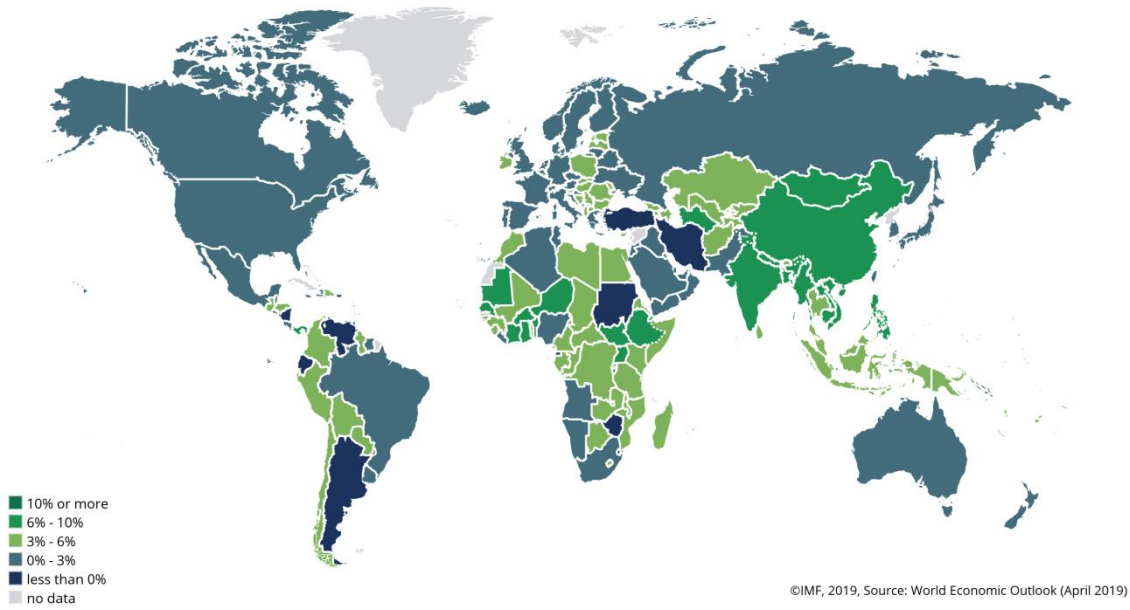 10% or more
6% - 10%
3% - 6%
0% - 3%
less than 0%
no data
©IMF, 2019, Source: World Economic Outlook (April 2019)